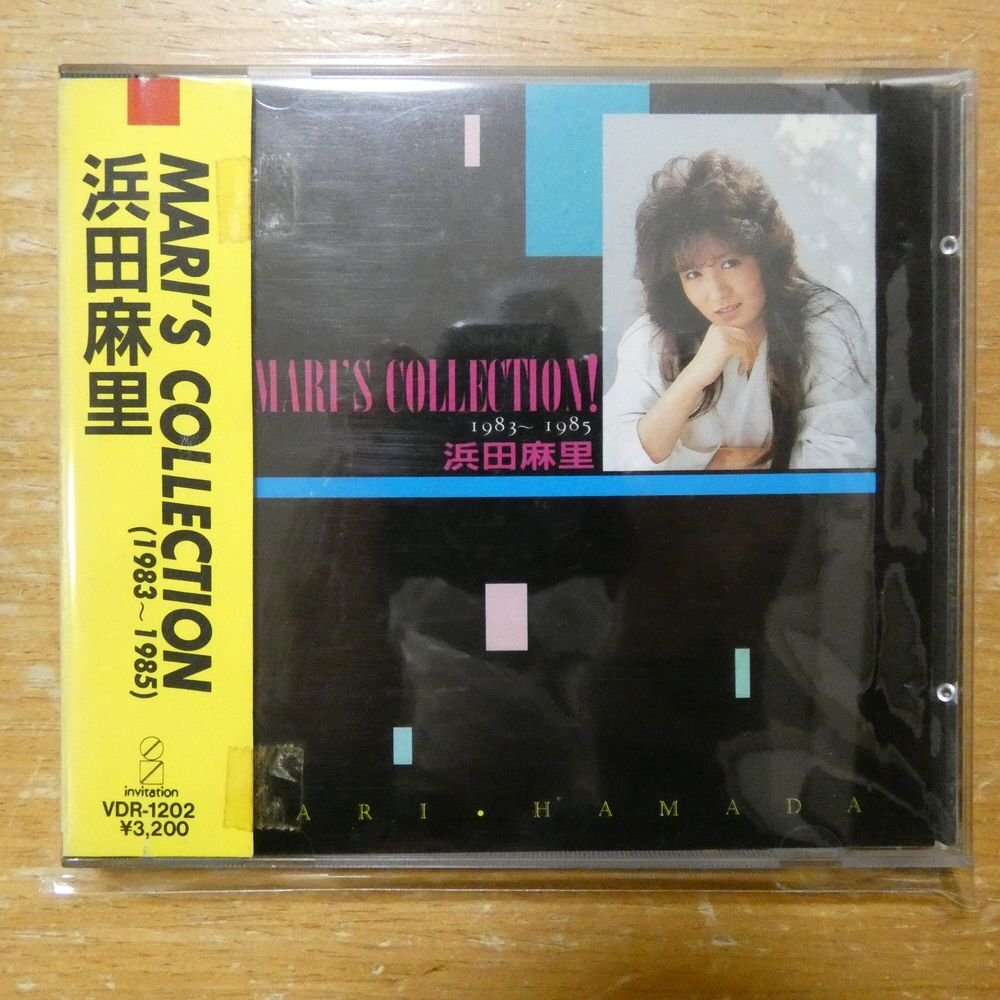 MARI'S COLLECTION
(1983~1985)
浜田麻里
invitation
VDR-1202
¥3,200
MARI'S COLLECTION!
1983~ 1985
浜田麻里
ARI • HAMADA